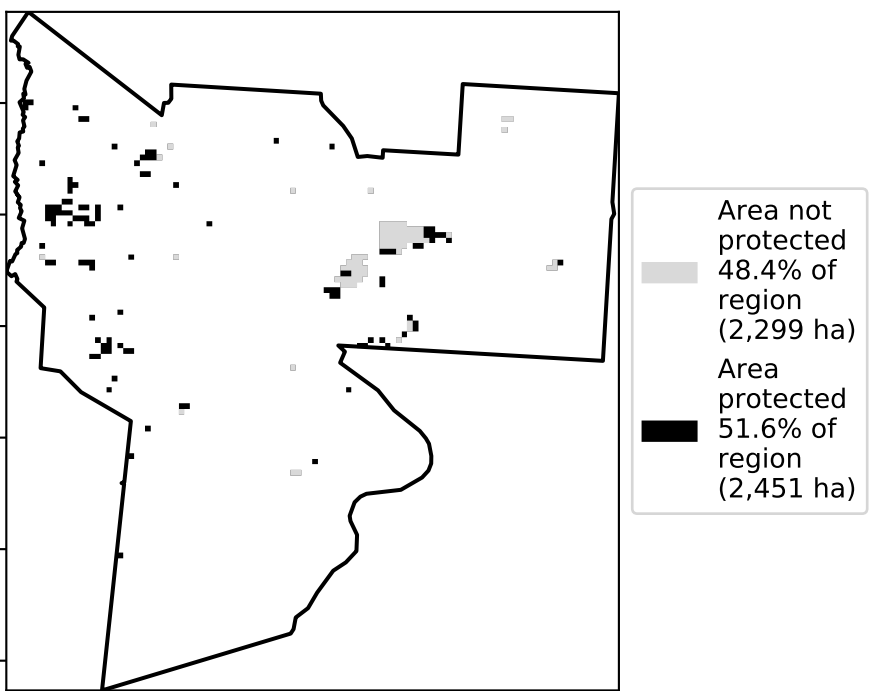 Area not
protected
48.4% of
region
(2,299 ha)
Area
protected
51.6% of
region
(2,451 ha)